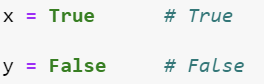 x = True      # True
y = False     # False